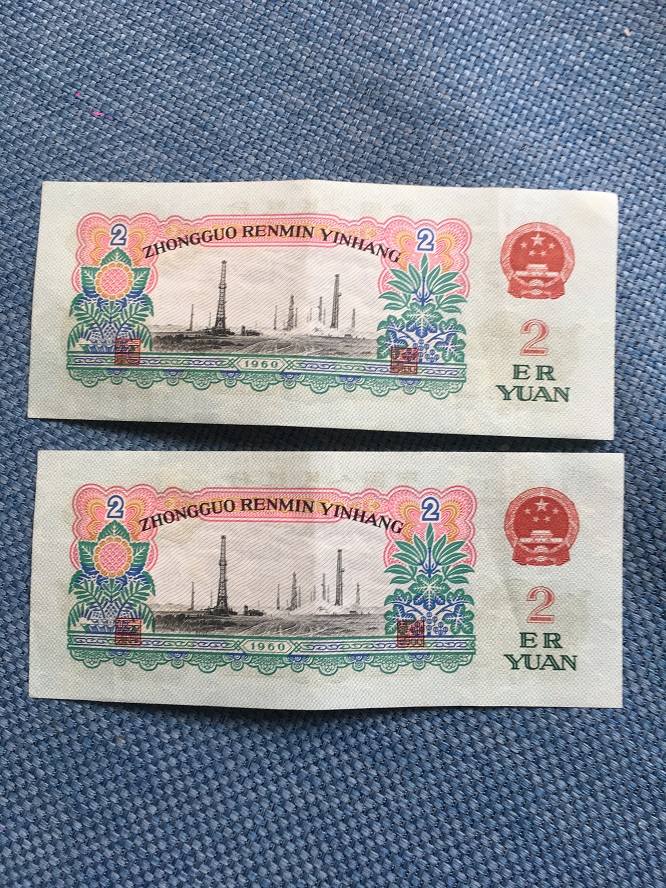 2 2
ZHONGGUO RENMIN YINHANG
1960
2
ER
YUAN
2 2
ZHONGGUO RENMIN YINHANG
1960
2
ER
YUAN